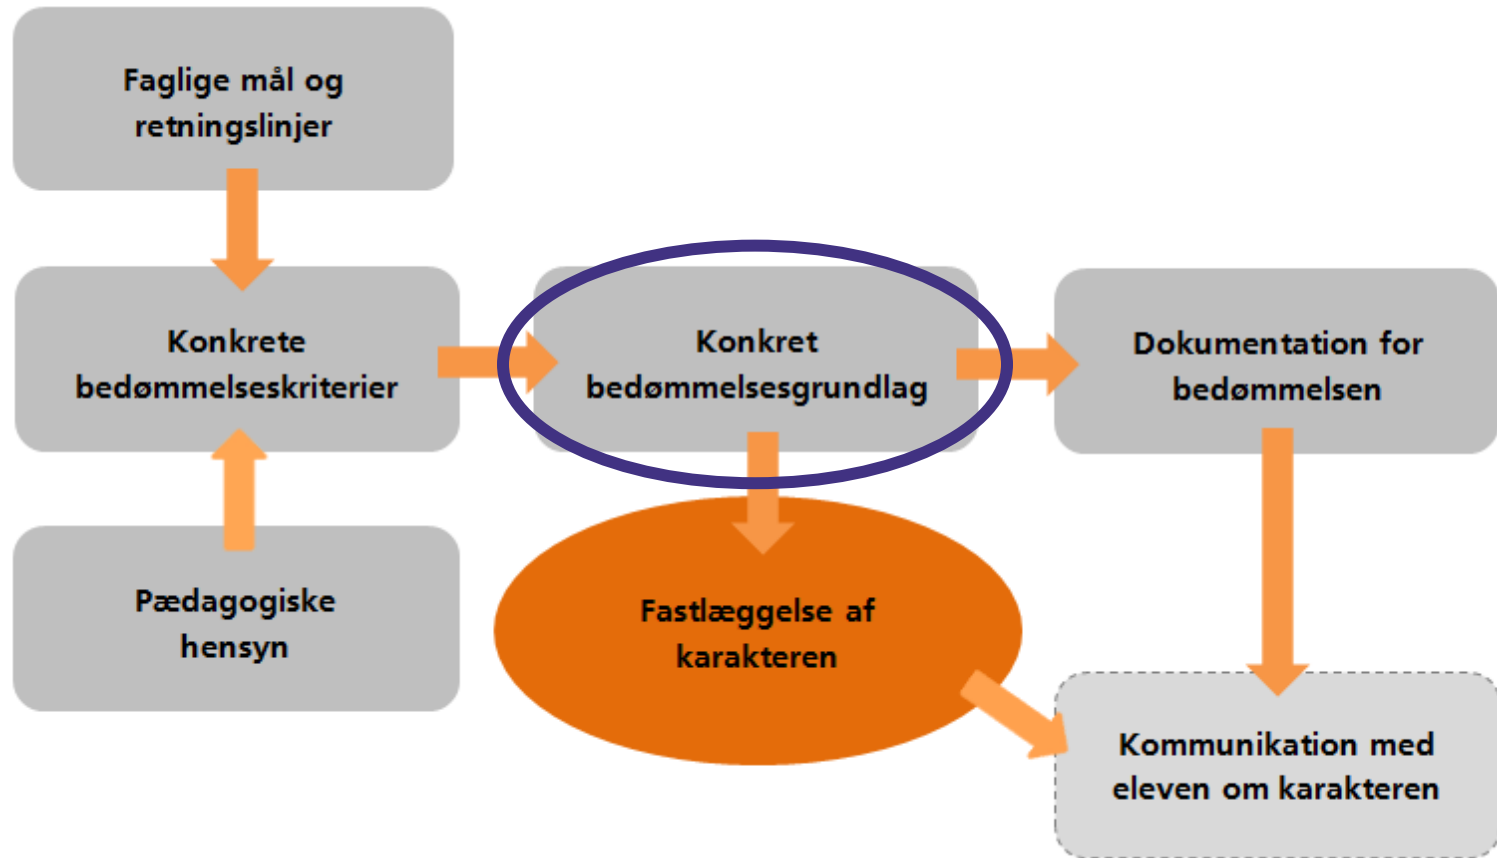 Faglige mål og
retningslinjer
Konkrete
bedømmelseskriterier
Konkret
bedømmelsesgrundlag
Dokumentation for
bedømmelsen
Pædagogiske
hensyn
Fastlæggelse af
karakteren
Kommunikation med
eleven om karakteren